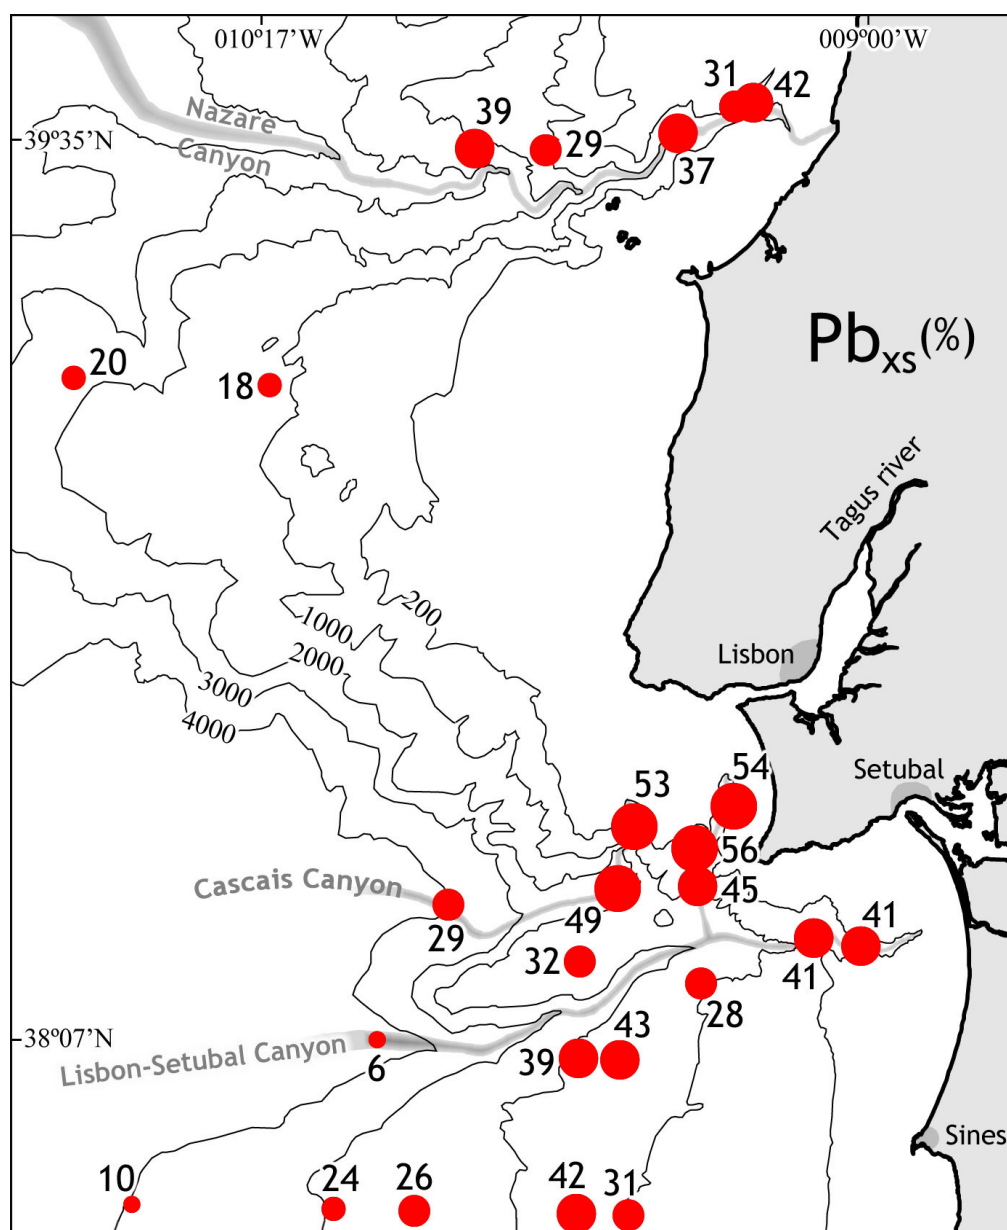 010º17'W
009º00'W
31
42
39
Nazare
Canyon
39º35'N
29
37
Pbxs(%)
20
18
Tagus river
200
1000
2000
3000
4000
Lisbon
Setubal
54
53
56
Cascais Canyon
45
49
29
41
41
32
28
38º07'N
43
Lisbon-Setubal Canyon
6
39
Sines
10
24
26
42
31